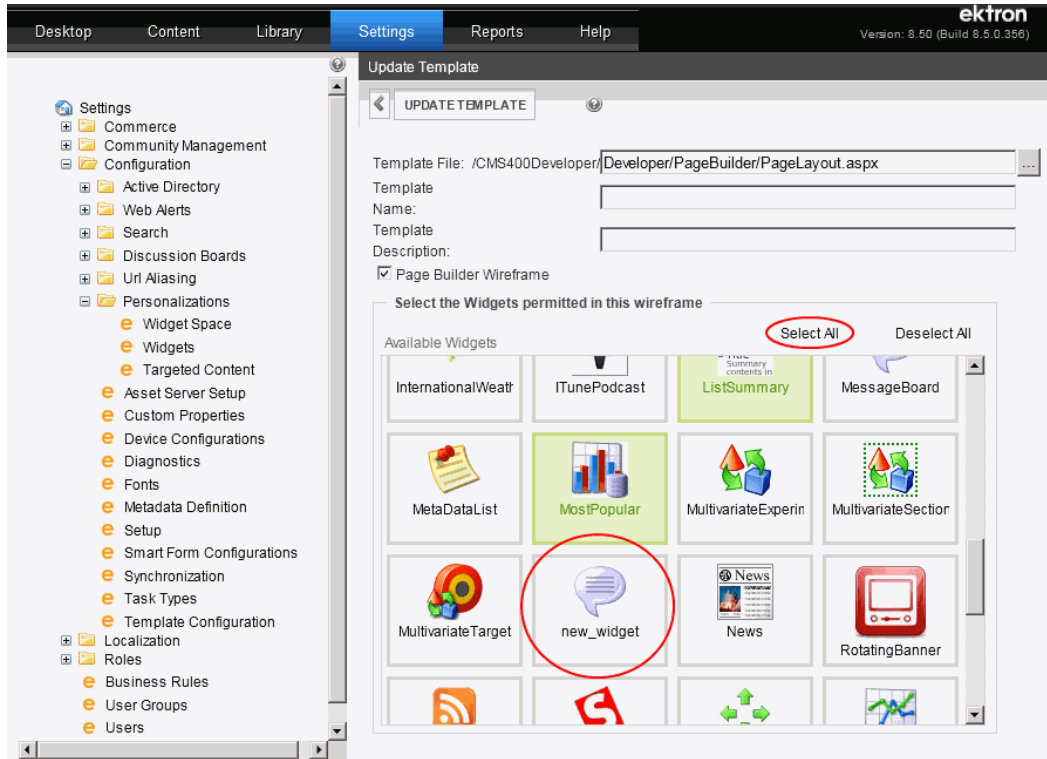 ektron
Desktop Content Library Settings Reports Help
Version: 8.50 (Build 8.5.0.356)
Update Template
UPDATE TEMPLATE
Settings
Commerce
Community Management
Configuration
Active Directory
Web Alerts
Search
Discussion Boards
Url Aliasing
Personalizations
Widget Space
Widgets
Targeted Content
Asset Server Setup
Custom Properties
Device Configurations
Diagnostics
Fonts
Metadata Definition
Setup
Smart Form Configurations
Synchronization
Task Types
Template Configuration
Localization
Roles
Business Rules
User Groups
Users
Template File: /CMS400Developer/Developer/PageBuilder/PageLayout.aspx ...
Template
Name:
Template
Description:
Page Builder Wireframe
Select the Widgets permitted in this wireframe
Available Widgets
Select All Deselect All
Summary
contents in
InternationalWeath ITunePodcast ListSummary MessageBoard
MetaDataList MostPopular MultivariateExperin MultivariateSection
News
MultivariateTarget new_widget News
RotatingBanner